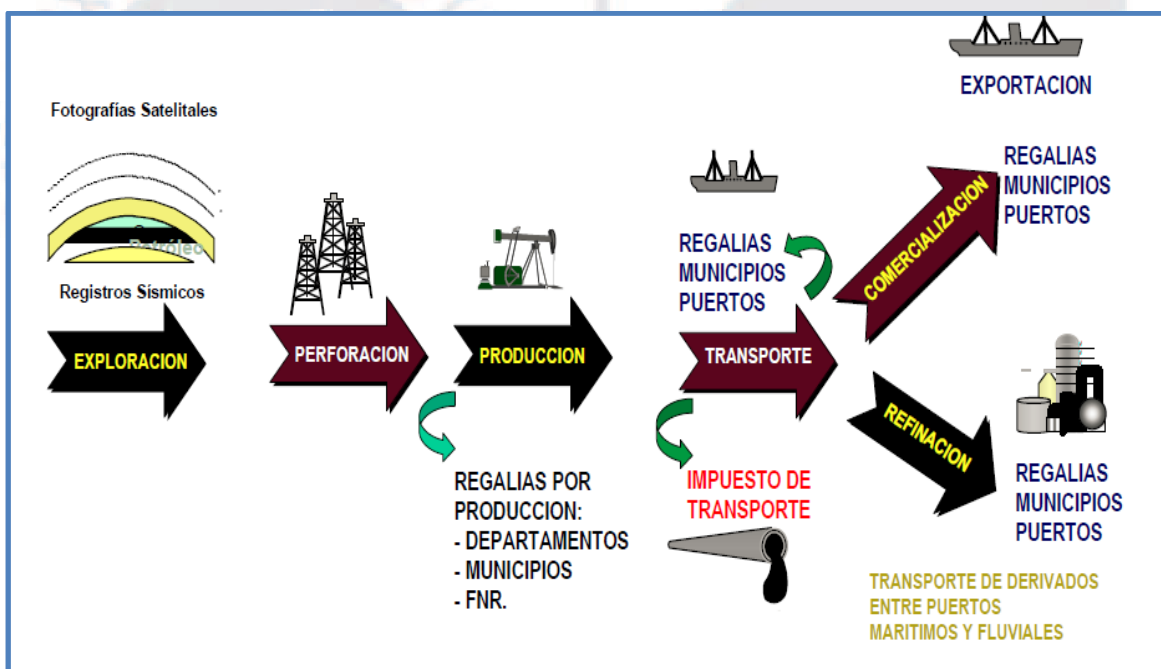 Fotografías Satelitales
Petróleo
Registros Sísmicos
EXPLORACION
PERFORACION
PRODUCCION
REGALIAS POR
PRODUCCION:
- DEPARTAMENTOS
- MUNICIPIOS
- FNR.
REGALIAS
MUNICIPIOS
PUERTOS
TRANSPORTE
IMPUESTO DE
TRANSPORTE
COMERCIALIZACION
EXPORTACION
REGALIAS
MUNICIPIOS
PUERTOS
REFINACION
REGALIAS
MUNICIPIOS
PUERTOS
TRANSPORTE DE DERIVADOS
ENTRE PUERTOS
MARITIMOS Y FLUVIALES